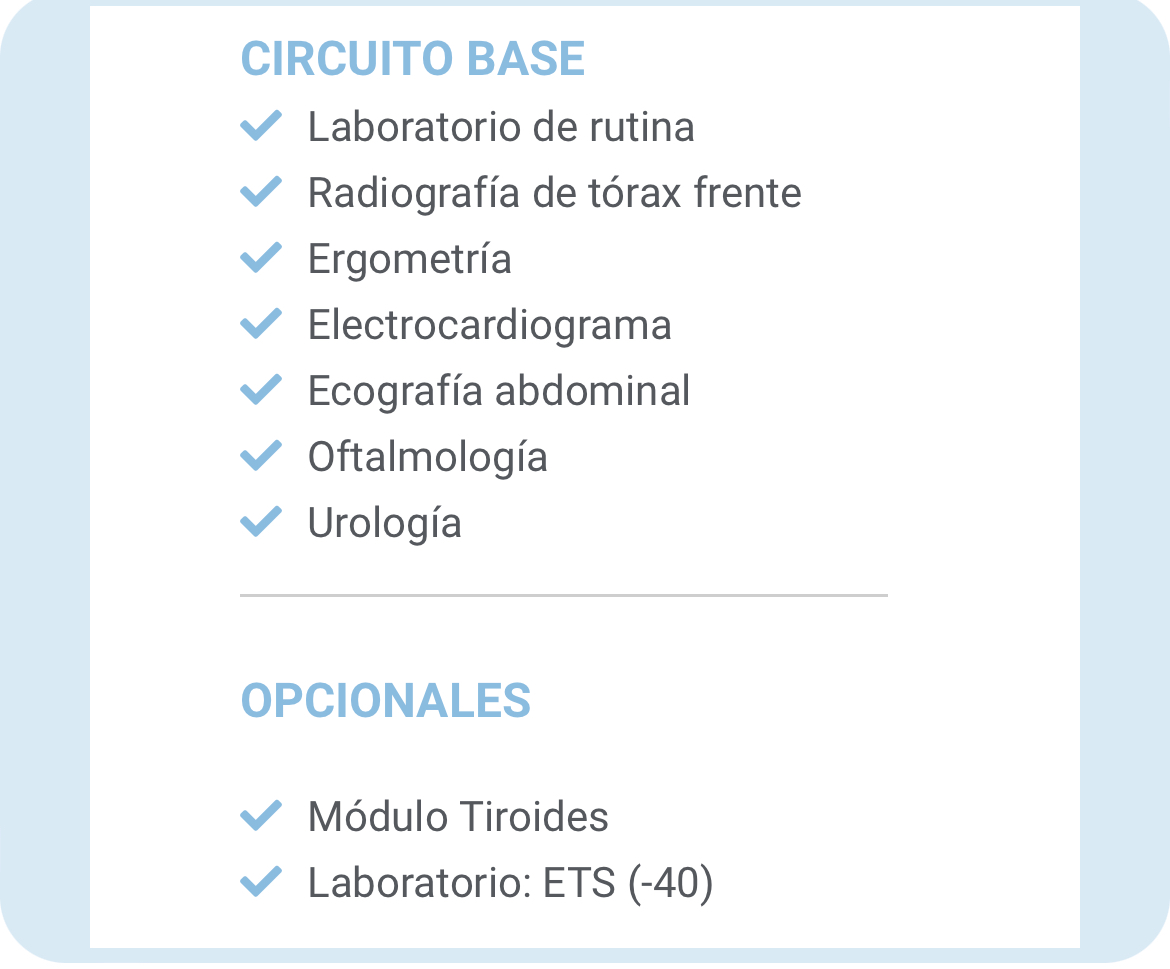 CIRCUITO BASE
Laboratorio de rutina
Radiografía de tórax frente
Ergometría
Electrocardiograma
Ecografía abdominal
Oftalmología
Urología
OPCIONALES
Módulo Tiroides
Laboratorio: ETS (-40)